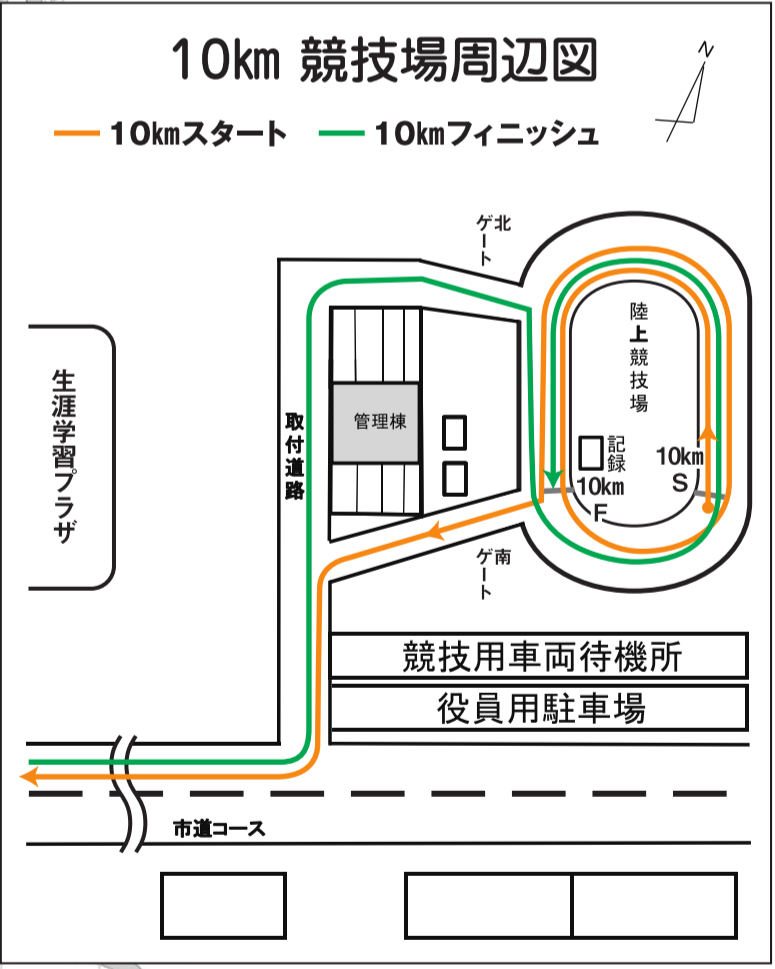 10km 競技場周辺図
N
10kmスタート
10kmフィニッシュ
北ゲート
陸上競技場
生涯学習プラザ
取付道路
管理棟
記録
10km
S
10km
F
南ゲート
競技用車両待機所
役員用駐車場
市道コース